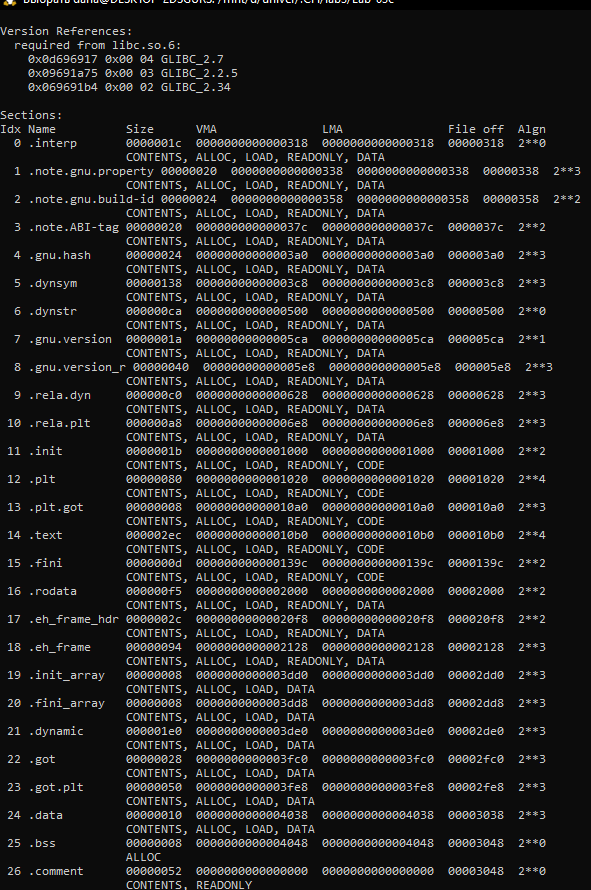 Version References:
required from libc.so.6:
0x0d696917 0x00 04 GLIBC_2.7
0x09691a75 0x00 03 GLIBC_2.2.5
0x069691b4 0x00 02 GLIBC_2.34
Sections:
Idx Name Size VMA LMA File off Algn
0 .interp 0000001c 0000000000000318 0000000000000318 00000318 2**0
CONTENTS, ALLOC, LOAD, READONLY, DATA
1 .note.gnu.property 00000020 0000000000000338 0000000000000338 00000338 2**3
CONTENTS, ALLOC, LOAD, READONLY, DATA
2 .note.gnu.build-id 00000024 0000000000000358 0000000000000358 00000358 2**2
CONTENTS, ALLOC, LOAD, READONLY, DATA
3 .note.ABI-tag 00000020 000000000000037c 000000000000037c 0000037c 2**2
CONTENTS, ALLOC, LOAD, READONLY, DATA
4 .gnu.hash 00000024 00000000000003a0 00000000000003a0 000003a0 2**3
CONTENTS, ALLOC, LOAD, READONLY, DATA
5 .dynsym 00000138 00000000000003c8 00000000000003c8 000003c8 2**3
CONTENTS, ALLOC, LOAD, READONLY, DATA
6 .dynstr 000000ca 0000000000000500 0000000000000500 00000500 2**0
CONTENTS, ALLOC, LOAD, READONLY, DATA
7 .gnu.version 0000001a 00000000000005ca 00000000000005ca 000005ca 2**1
CONTENTS, ALLOC, LOAD, READONLY, DATA
8 .gnu.version_r 00000040 00000000000005e8 00000000000005e8 000005e8 2**3
CONTENTS, ALLOC, LOAD, READONLY, DATA
9 .rela.dyn 000000c0 0000000000000628 0000000000000628 00000628 2**3
CONTENTS, ALLOC, LOAD, READONLY, DATA
10 .rela.plt 000000a8 00000000000006e8 00000000000006e8 000006e8 2**3
CONTENTS, ALLOC, LOAD, READONLY, DATA
11 .init 0000001b 0000000000001000 0000000000001000 00001000 2**2
CONTENTS, ALLOC, LOAD, READONLY, CODE
12 .plt 00000080 0000000000001020 0000000000001020 00001020 2**4
CONTENTS, ALLOC, LOAD, READONLY, CODE
13 .plt.got 00000008 00000000000010a0 00000000000010a0 000010a0 2**3
CONTENTS, ALLOC, LOAD, READONLY, CODE
14 .text 000002ec 00000000000010b0 00000000000010b0 000010b0 2**4
CONTENTS, ALLOC, LOAD, READONLY, CODE
15 .fini 0000000d 000000000000139c 000000000000139c 0000139c 2**2
CONTENTS, ALLOC, LOAD, READONLY, CODE
16 .rodata 000000f5 0000000000002000 0000000000002000 00002000 2**2
CONTENTS, ALLOC, LOAD, READONLY, DATA
17 .eh_frame_hdr 0000002c 00000000000020f8 00000000000020f8 000020f8 2**2
CONTENTS, ALLOC, LOAD, READONLY, DATA
18 .eh_frame 00000094 0000000000002128 0000000000002128 00002128 2**3
CONTENTS, ALLOC, LOAD, READONLY, DATA
19 .init_array 00000008 0000000000003dd0 0000000000003dd0 00002dd0 2**3
CONTENTS, ALLOC, LOAD, DATA
20 .fini_array 00000008 0000000000003dd8 0000000000003dd8 00002dd8 2**3
CONTENTS, ALLOC, LOAD, DATA
21 .dynamic 000001e0 0000000000003de0 0000000000003de0 00002de0 2**3
CONTENTS, ALLOC, LOAD, DATA
22 .got 00000028 0000000000003fc0 0000000000003fc0 00002fc0 2**3
CONTENTS, ALLOC, LOAD, DATA
23 .got.plt 00000050 0000000000003fe8 0000000000003fe8 00002fe8 2**3
CONTENTS, ALLOC, LOAD, DATA
24 .data 00000010 0000000000004038 0000000000004038 00003038 2**3
CONTENTS, ALLOC, LOAD, DATA
25 .bss 00000008 0000000000004048 0000000000004048 00003048 2**0
ALLOC
26 .comment 00000052 0000000000000000 0000000000000000 00003048 2**0
CONTENTS, READONLY